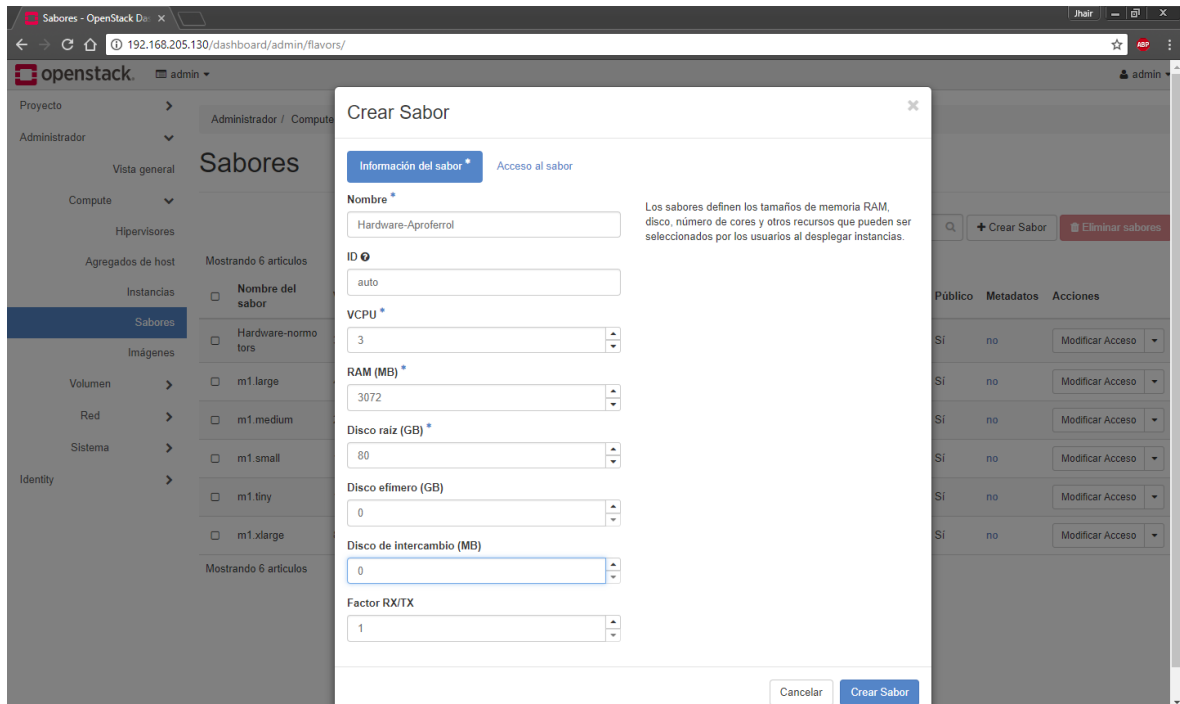 Sabores - OpenStack Da
Jhair
192.168.205.130/dashboard/admin/flavors/
ABP
openstack.
admin
admin
Proyecto
Administrador
Vista general
Compute
Hipervisores
Agregados de host
Instancias
Sabores
Imágenes
Volumen
Red
Sistema
Identity
Administrador / Compute
Sabores
+ Crear Sabor
Eliminar sabores
Mostrando 6 articulos
Nombre del
sabor
Público Metadatos Acciones
Hardware-normo
tors
Sí no Modificar Acceso
m1.large
Sí no Modificar Acceso
m1.medium
Sí no Modificar Acceso
m1.small
Sí no Modificar Acceso
m1.tiny
Sí no Modificar Acceso
m1.xlarge
Sí no Modificar Acceso
Mostrando 6 articulos
Crear Sabor
×
Información del sabor *
Acceso al sabor
Nombre *
Hardware-Aproferrol
ID
auto
VCPU *
3
RAM (MB) *
3072
Disco raíz (GB) *
80
Disco efímero (GB)
0
Disco de intercambio (MB)
0
Factor RX/TX
1
Los sabores definen los tamaños de memoria RAM,
disco, número de cores y otros recursos que pueden ser
seleccionados por los usuarios al desplegar instancias.
Cancelar
Crear Sabor